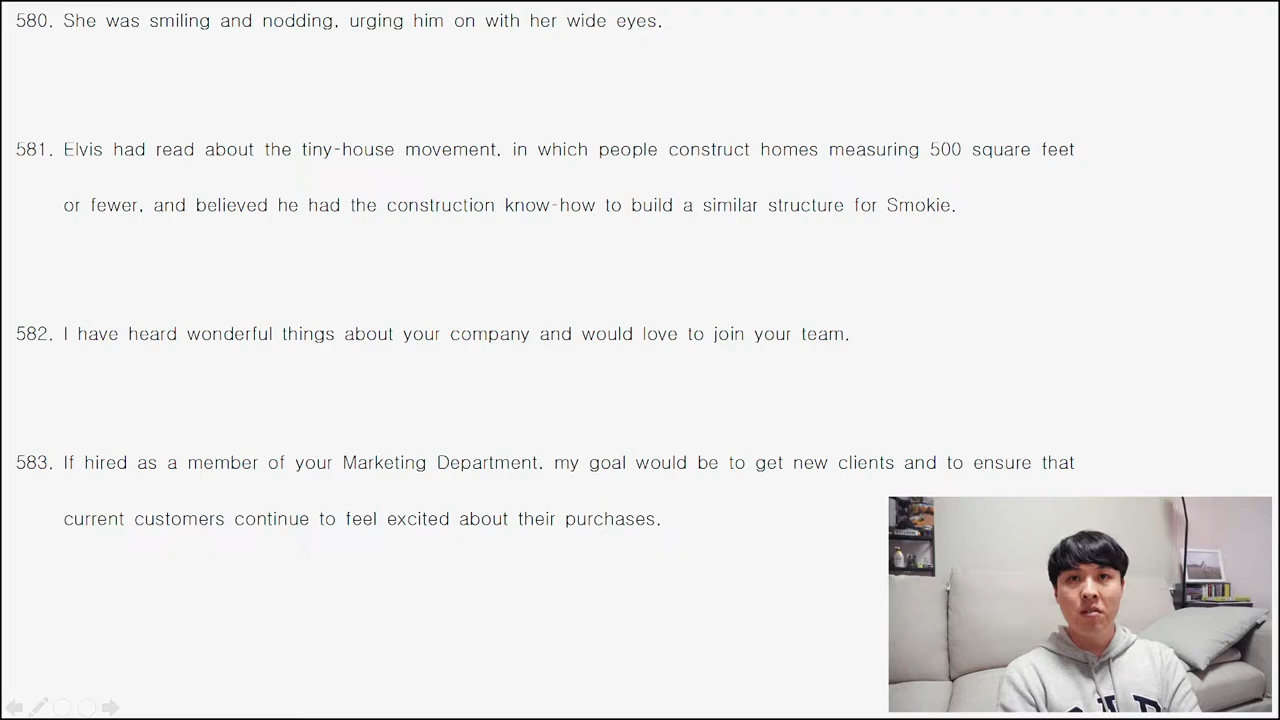 580. She was smiling and nodding, urging him on with her wide eyes.
581. Elvis had read about the tiny-house movement, in which people construct homes measuring 500 square feet
or fewer, and believed he had the construction know-how to build a similar structure for Smokie.
582. I have heard wonderful things about your company and would love to join your team.
583. If hired as a member of your Marketing Department, my goal would be to get new clients and to ensure that
current customers continue to feel excited about their purchases.